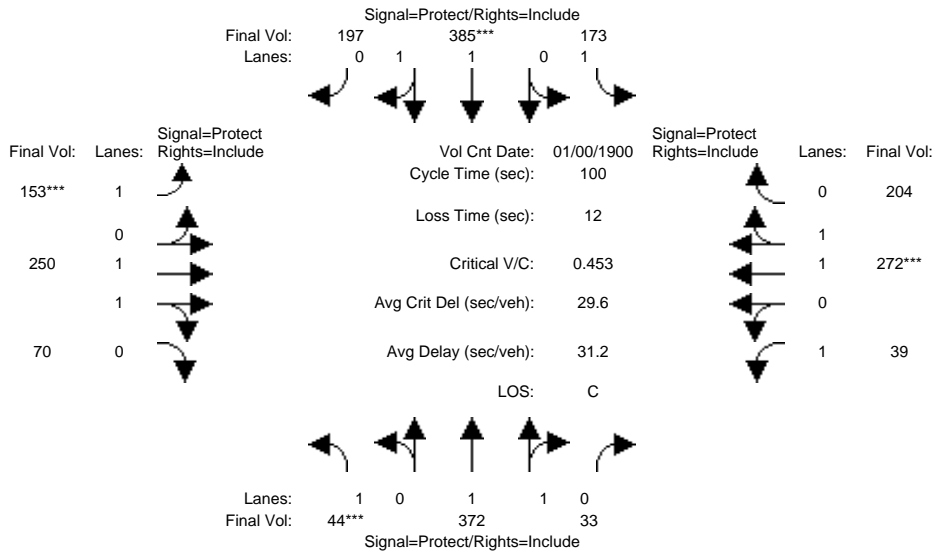 Signal=Protect/Rights=Include
Final Vol: 197 385*** 173
Lanes: 0 1 1 0 1
Signal=Protect Signal=Protect
Final Vol: Lanes: Rights=Include Vol Cnt Date: 01/00/1900 Rights=Include Lanes: Final Vol:
Cycle Time (sec): 100
153*** 1 0 204
Loss Time (sec): 12
0 1
250 1 Critical V/C: 0.453 1 272***
1 Avg Crit Del (sec/veh): 29.6 0
70 0 Avg Delay (sec/veh): 31.2 1 39
LOS: C
Lanes: 1 0 1 1 0
Final Vol: 44*** 372 33
Signal=Protect/Rights=Include